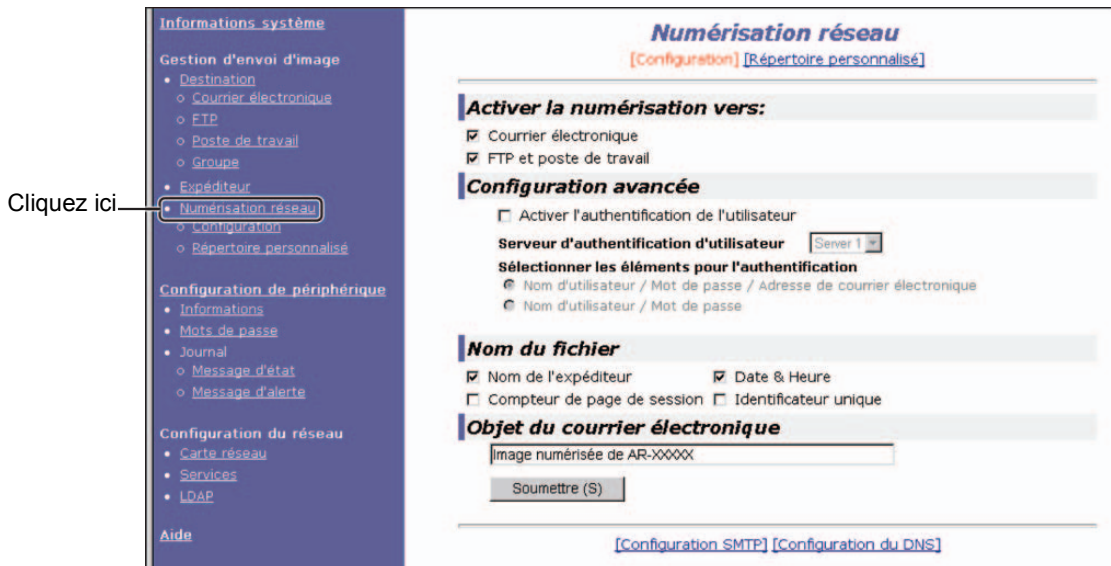 Cliquez ici
Informations système
Gestion d'envoi d'image
Destination
Courrier électronique
FTP
Poste de travail
Groupe
Expéditeur
Numérisation réseau
Configuration
Répertoire personnalisé
Configuration de périphérique
Informations
Mots de passe
Journal
Message d'état
Message d'alerte
Configuration du réseau
Carte réseau
Services
LDAP
Aide
Numérisation réseau
[Configuration] [Répertoire personnalisé]
Activer la numérisation vers:
Courrier électronique
FTP et poste de travail
Configuration avancée
Activer l'authentification de l'utilisateur
Serveur d'authentification d'utilisateur Server 1
Sélectionner les éléments pour l'authentification
Nom d'utilisateur / Mot de passe / Adresse de courrier électronique
Nom d'utilisateur / Mot de passe
Nom du fichier
Nom de l'expéditeur Date & Heure
Compteur de page de session Identificateur unique
Objet du courrier électronique
Image numérisée de AR-XXXXX
Soumettre (S)
[Configuration SMTP] [Configuration du DNS]